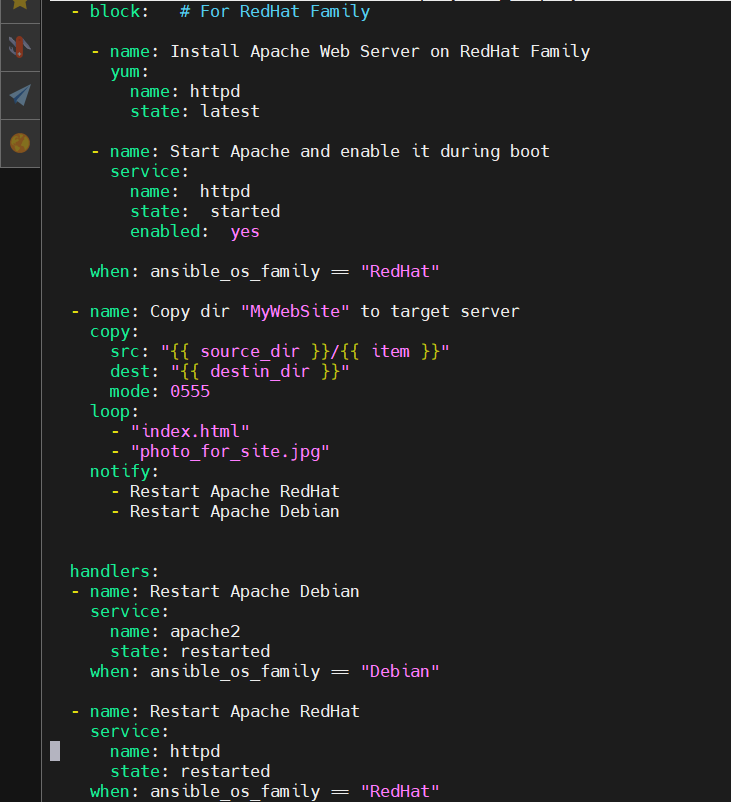 - block:   # For RedHat Family
  - name: Install Apache Web Server on RedHat Family
    yum:
      name: httpd
      state: latest
  - name: Start Apache and enable it during boot
    service:
      name:  httpd
      state:  started
      enabled:  yes
  when: ansible_os_family == "RedHat"
- name: Copy dir "MyWebSite" to target server
  copy:
    src: "{{ source_dir }}/{{ item }}"
    dest: "{{ destin_dir }}"
    mode: 0555
  loop:
    - "index.html"
    - "photo_for_site.jpg"
  notify:
    - Restart Apache RedHat
    - Restart Apache Debian
handlers:
- name: Restart Apache Debian
  service:
    name: apache2
    state: restarted
  when: ansible_os_family == "Debian"
- name: Restart Apache RedHat
  service:
    name: httpd
    state: restarted
  when: ansible_os_family == "RedHat"